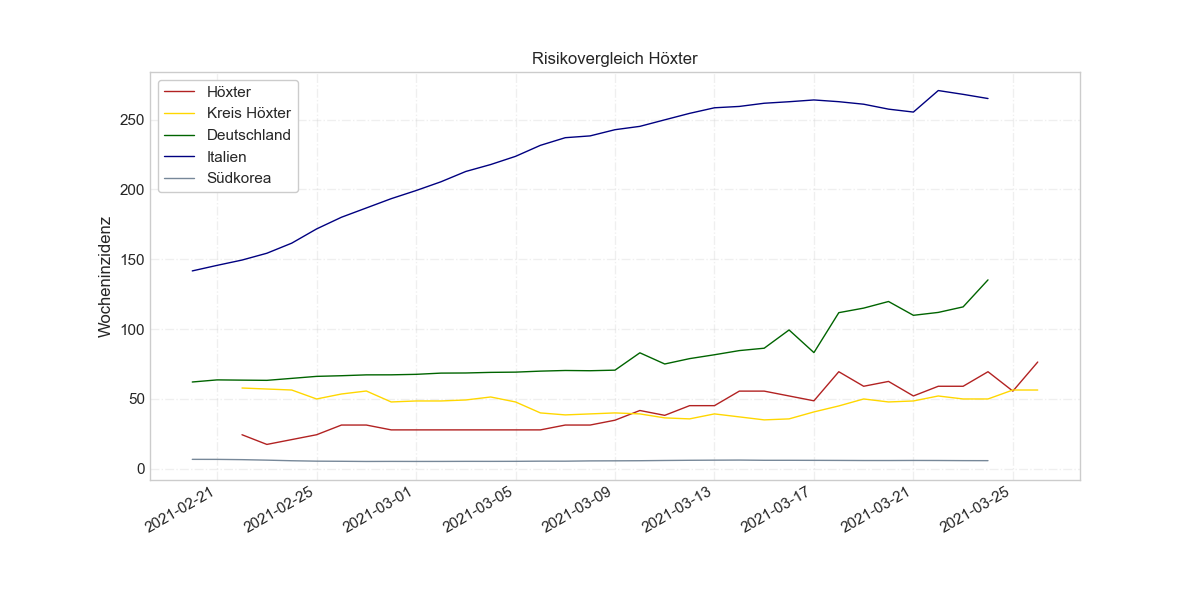 Risikovergleich Höxter
Höxter
Kreis Höxter
Deutschland
Italien
Südkorea
Wocheninzidenz
250
200
150
100
50
0
2021-02-21
2021-02-25
2021-03-01
2021-03-05
2021-03-09
2021-03-13
2021-03-17
2021-03-21
2021-03-25